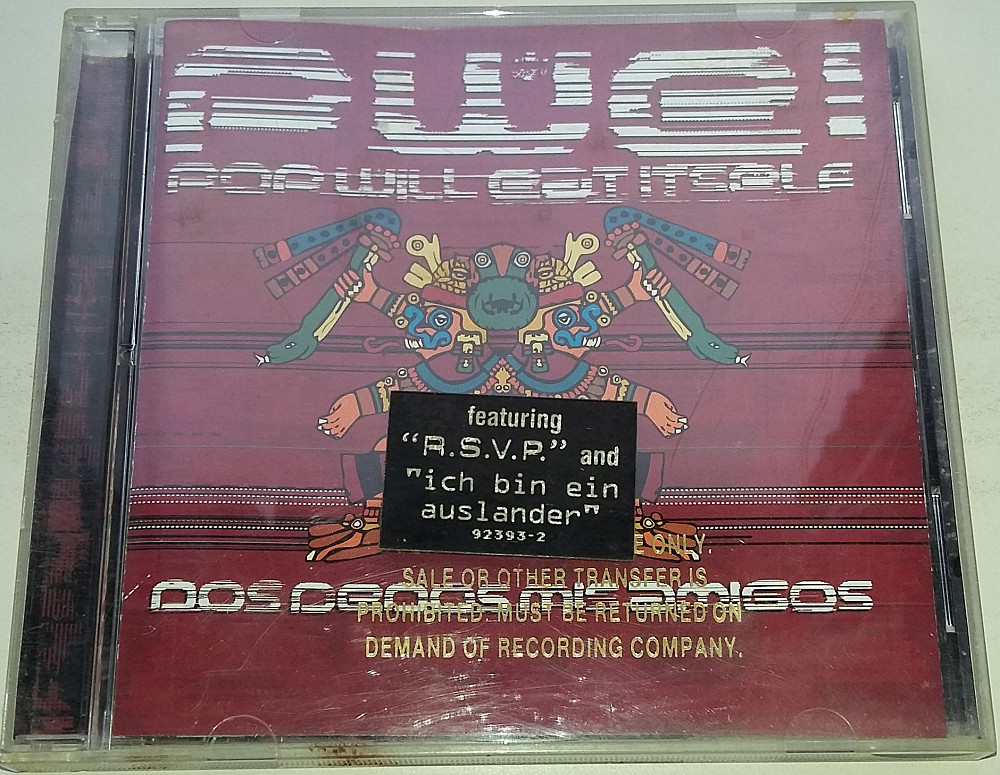 pwei
POP WILL EAT ITSELF
featuring
"R.S.V.P." and
"ich bin ein
auslander"
92393-2
E ONLY.
SALE OR OTHER TRANSFER IS
DOS DEDOS MIS AMIGOS
PROHIBITED. MUST BE RETURNED ON
DEMAND OF RECORDING COMPANY.